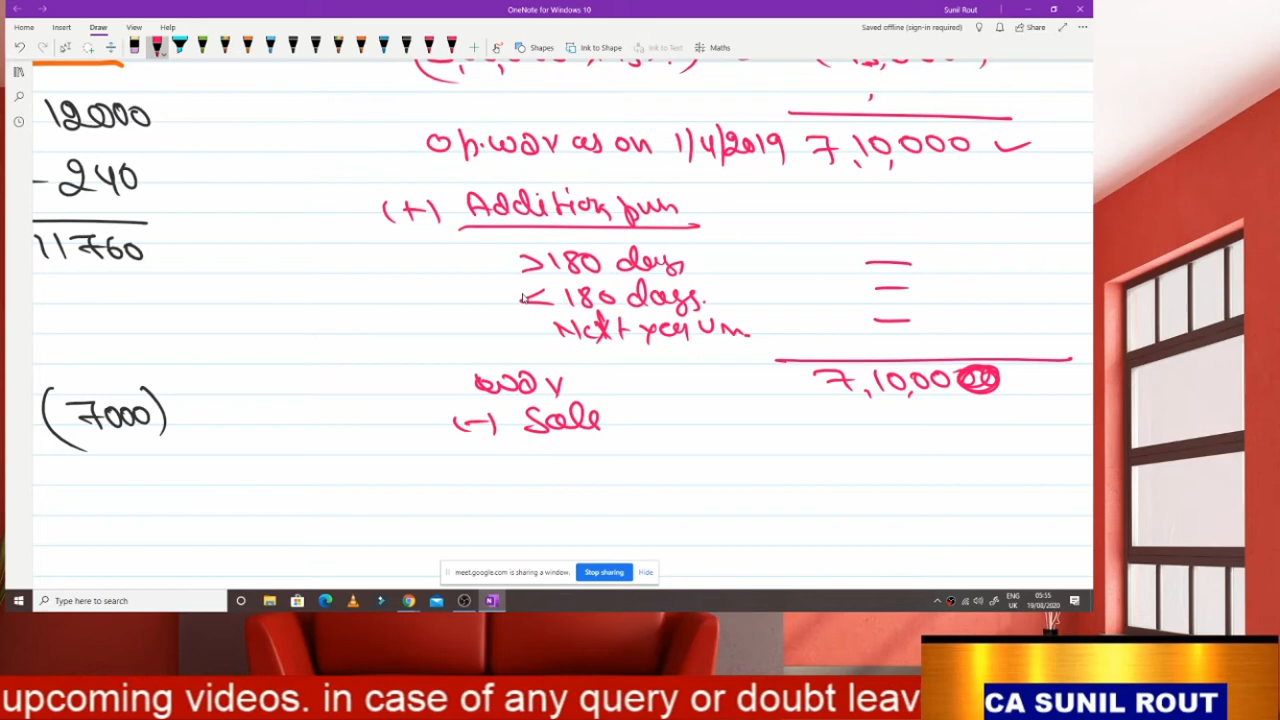 OneNote for Windows 10
Sunil Rout
Home Insert Draw View Help
Saved offline (sign-in required)
Share
Shapes
Ink to Shape
Ink to Text
Maths
12000
- 240
11760
(7000)
Op. WDV as on 1/4/2019 7,10,000
(+) Addition pur
>180 days
< 180 days.
Next year
WDV 7,10,000
(-) Sale
meet.google.com is sharing a window.
Stop sharing
Hide
Type here to search
ENG
UK
05:55
19/08/2020
upcoming videos. in case of any query or doubt leav
CA SUNIL ROUT